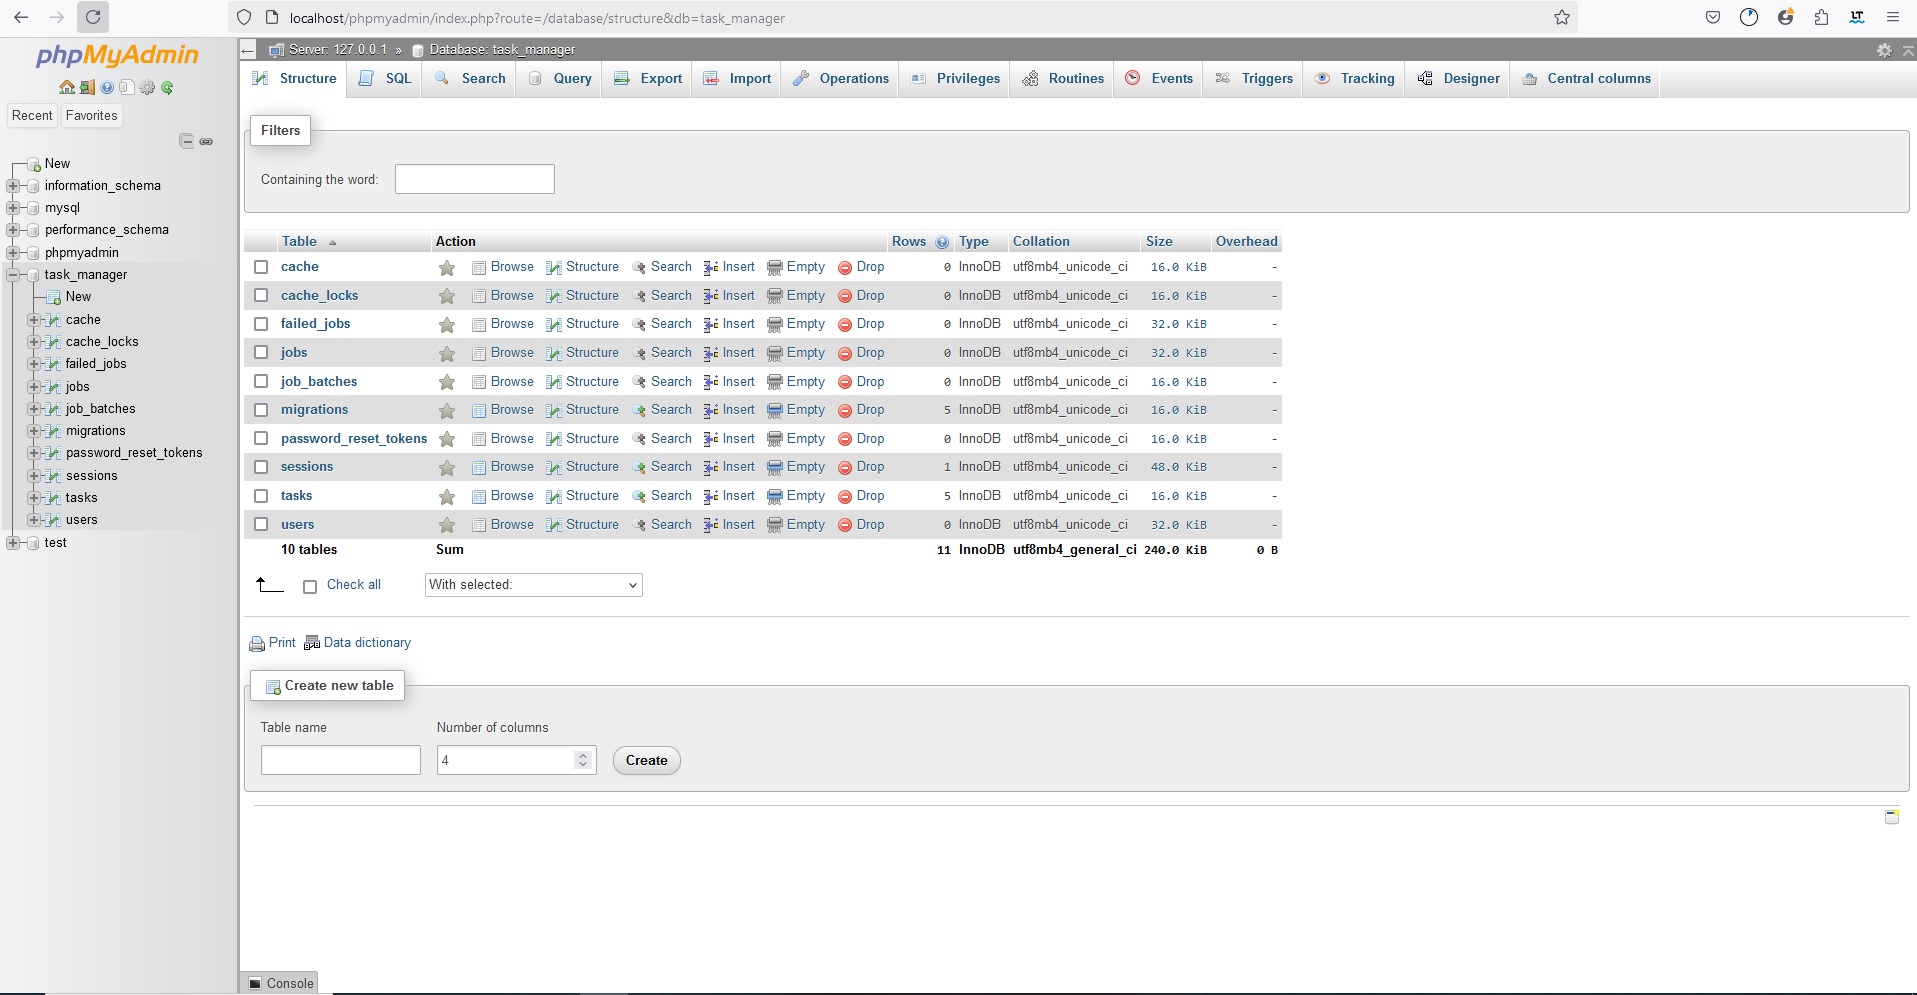 localhost/phpmyadmin/index.php?route=/database/structure&db=task_manager
phpMyAdmin
Recent Favorites
New
information_schema
mysql
performance_schema
phpmyadmin
task_manager
New
cache
cache_locks
failed_jobs
jobs
job_batches
migrations
password_reset_tokens
sessions
tasks
users
test
Server: 127.0.0.1 » Database: task_manager
Structure SQL Search Query Export Import Operations Privileges Routines Events Triggers Tracking Designer Central columns
Filters
Containing the word:
Table Action Rows Type Collation Size Overhead
cache Browse Structure Search Insert Empty Drop 0 InnoDB utf8mb4_unicode_ci 16.0 KiB -
cache_locks Browse Structure Search Insert Empty Drop 0 InnoDB utf8mb4_unicode_ci 16.0 KiB -
failed_jobs Browse Structure Search Insert Empty Drop 0 InnoDB utf8mb4_unicode_ci 32.0 KiB -
jobs Browse Structure Search Insert Empty Drop 0 InnoDB utf8mb4_unicode_ci 32.0 KiB -
job_batches Browse Structure Search Insert Empty Drop 0 InnoDB utf8mb4_unicode_ci 16.0 KiB -
migrations Browse Structure Search Insert Empty Drop 5 InnoDB utf8mb4_unicode_ci 16.0 KiB -
password_reset_tokens Browse Structure Search Insert Empty Drop 0 InnoDB utf8mb4_unicode_ci 16.0 KiB -
sessions Browse Structure Search Insert Empty Drop 1 InnoDB utf8mb4_unicode_ci 48.0 KiB -
tasks Browse Structure Search Insert Empty Drop 5 InnoDB utf8mb4_unicode_ci 16.0 KiB -
users Browse Structure Search Insert Empty Drop 0 InnoDB utf8mb4_unicode_ci 32.0 KiB -
10 tables Sum 11 InnoDB utf8mb4_general_ci 240.0 KiB 0 B
Check all With selected:
Print Data dictionary
Create new table
Table name Number of columns
4 Create
Console